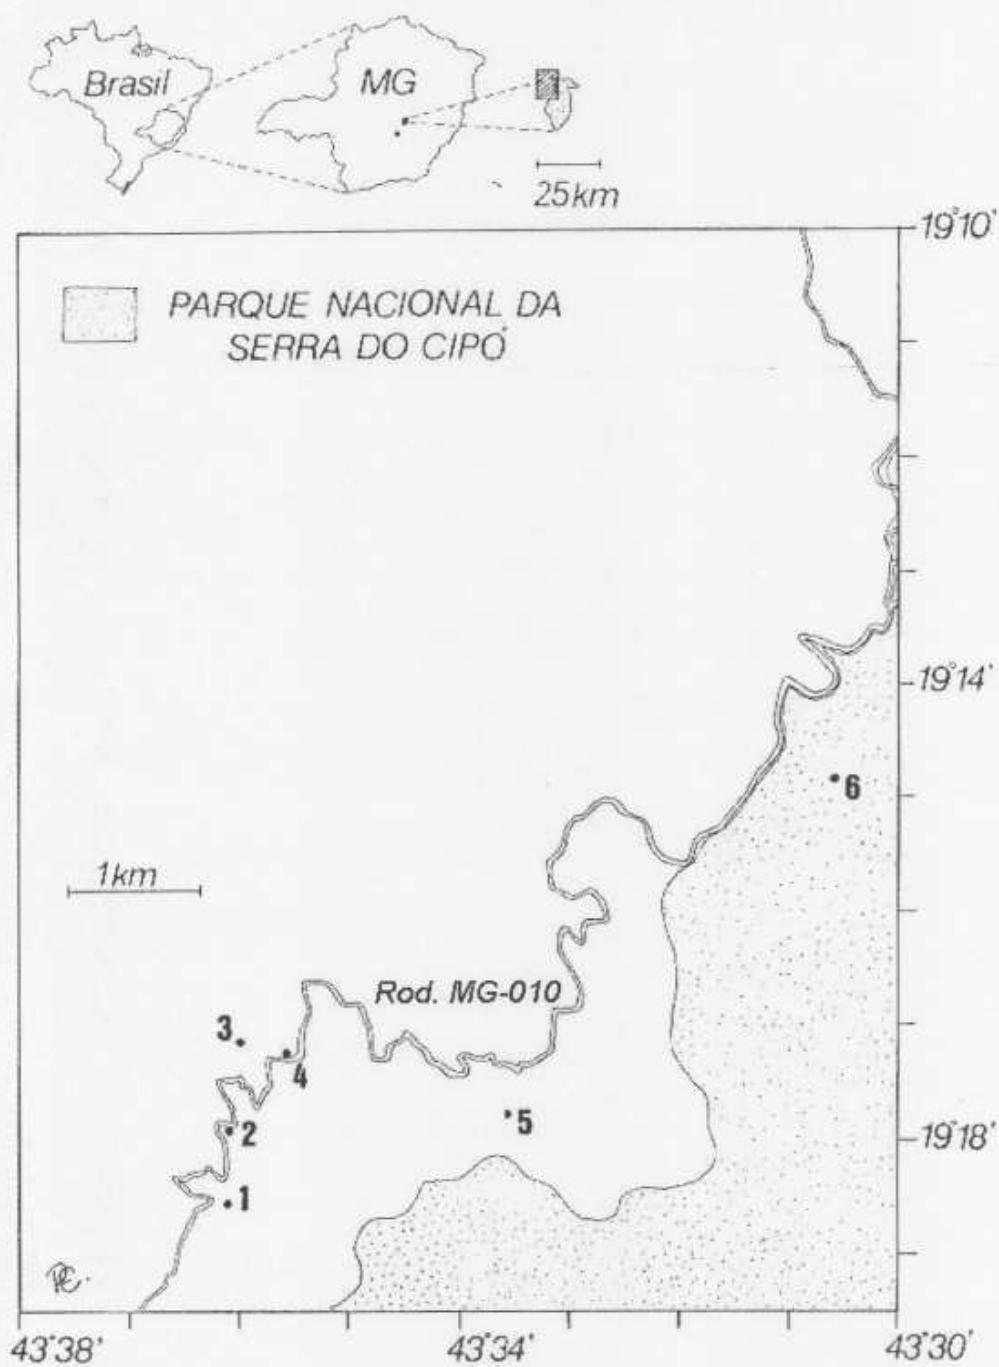 Brasil
MG
25km
19°10'
PARQUE NACIONAL DA
SERRA DO CIPÓ
19°14'
6
1km
Rod. MG-010
3
4
5
2
19°18'
1
43°38'
43°34'
43°30'